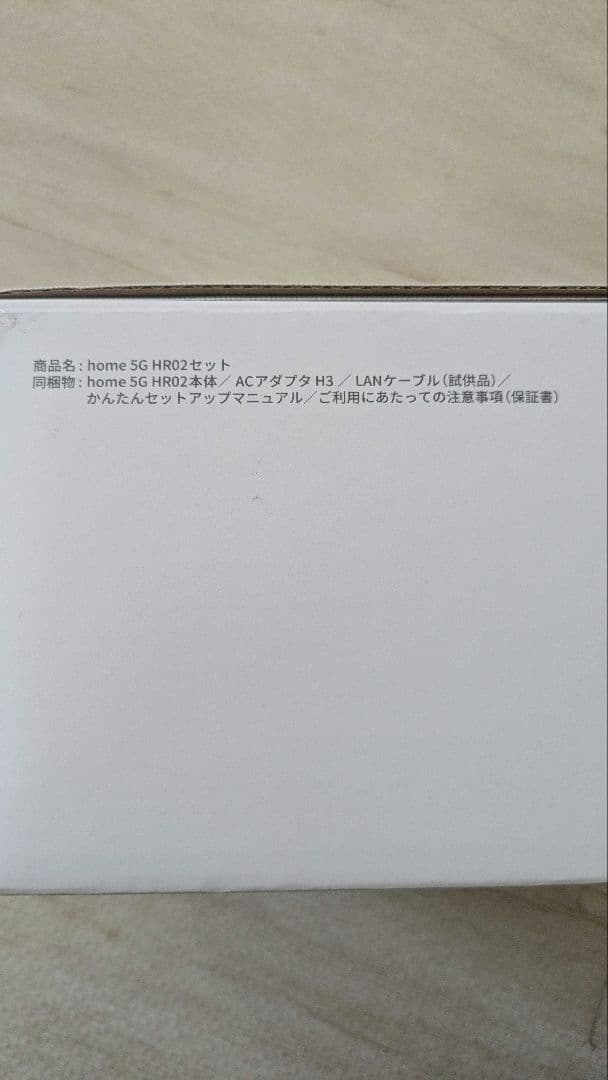 商品名：home 5G HR02セット
同梱物：home 5G HR02本体／ACアダプタ H3／LANケーブル（試供品）／
かんたんセットアップマニュアル／ご利用にあたっての注意事項（保証書）